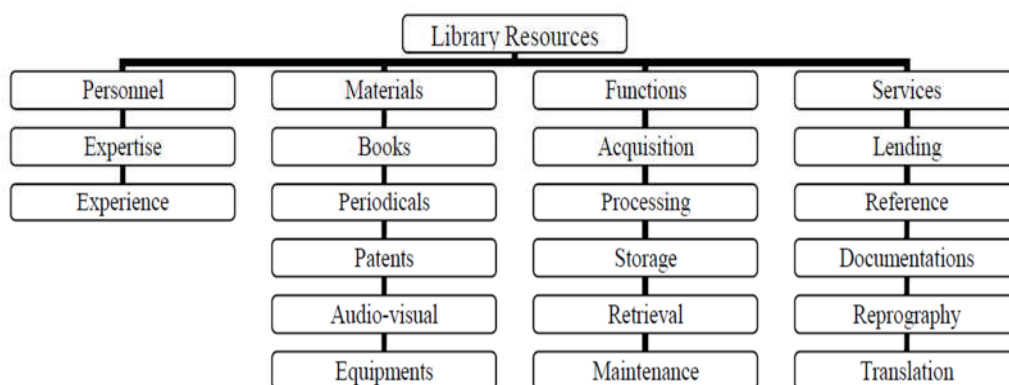 Library Resources
Personnel
Materials
Functions
Services
Expertise
Books
Acquisition
Lending
Experience
Periodicals
Processing
Reference
Patents
Storage
Documentations
Audio-visual
Retrieval
Reprography
Equipments
Maintenance
Translation